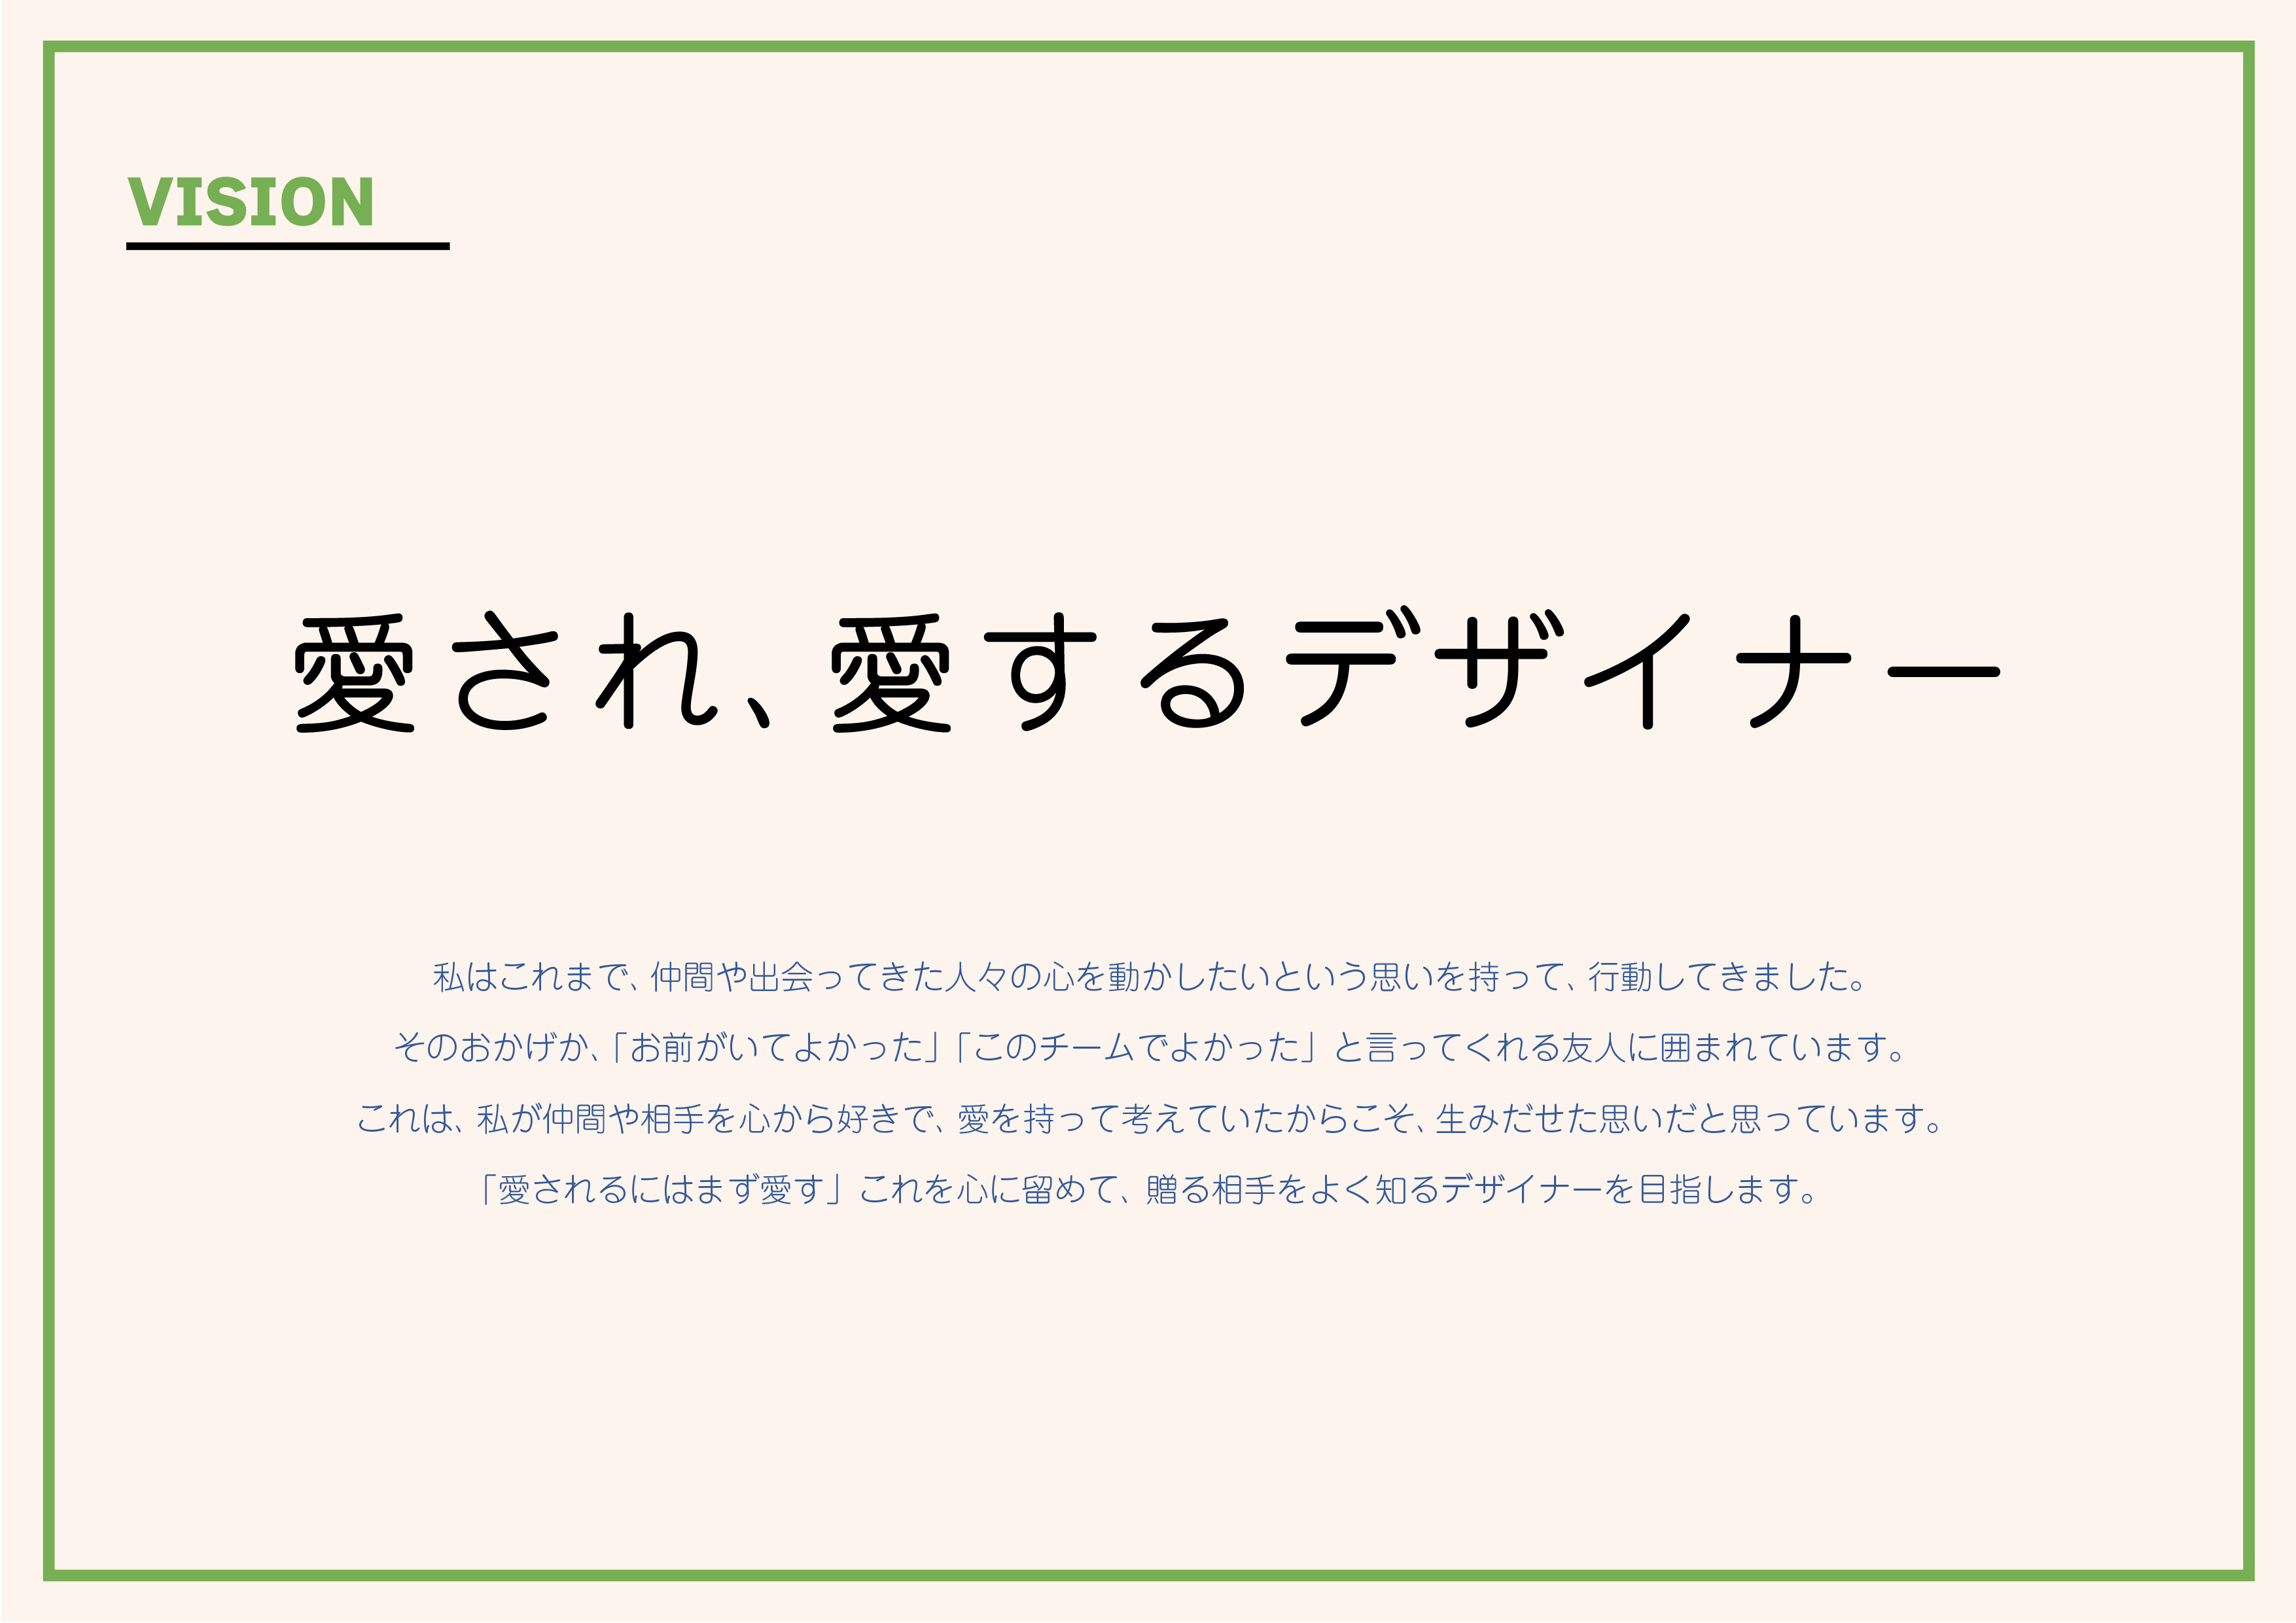 VISION
愛され、愛するデザイナー
私はこれまで、仲間や出会ってきた人々の心を動かしたいという思いを持って、行動してきました。
そのおかげか、「お前がいてよかった」「このチームでよかった」と言ってくれる友人に囲まれています。
これは、私が仲間や相手を心から好きで、愛を持って考えていたからこそ、生みだせた思いだと思っています。
「愛されるにはまず愛す」これを心に留めて、贈る相手をよく知るデザイナーを目指します。